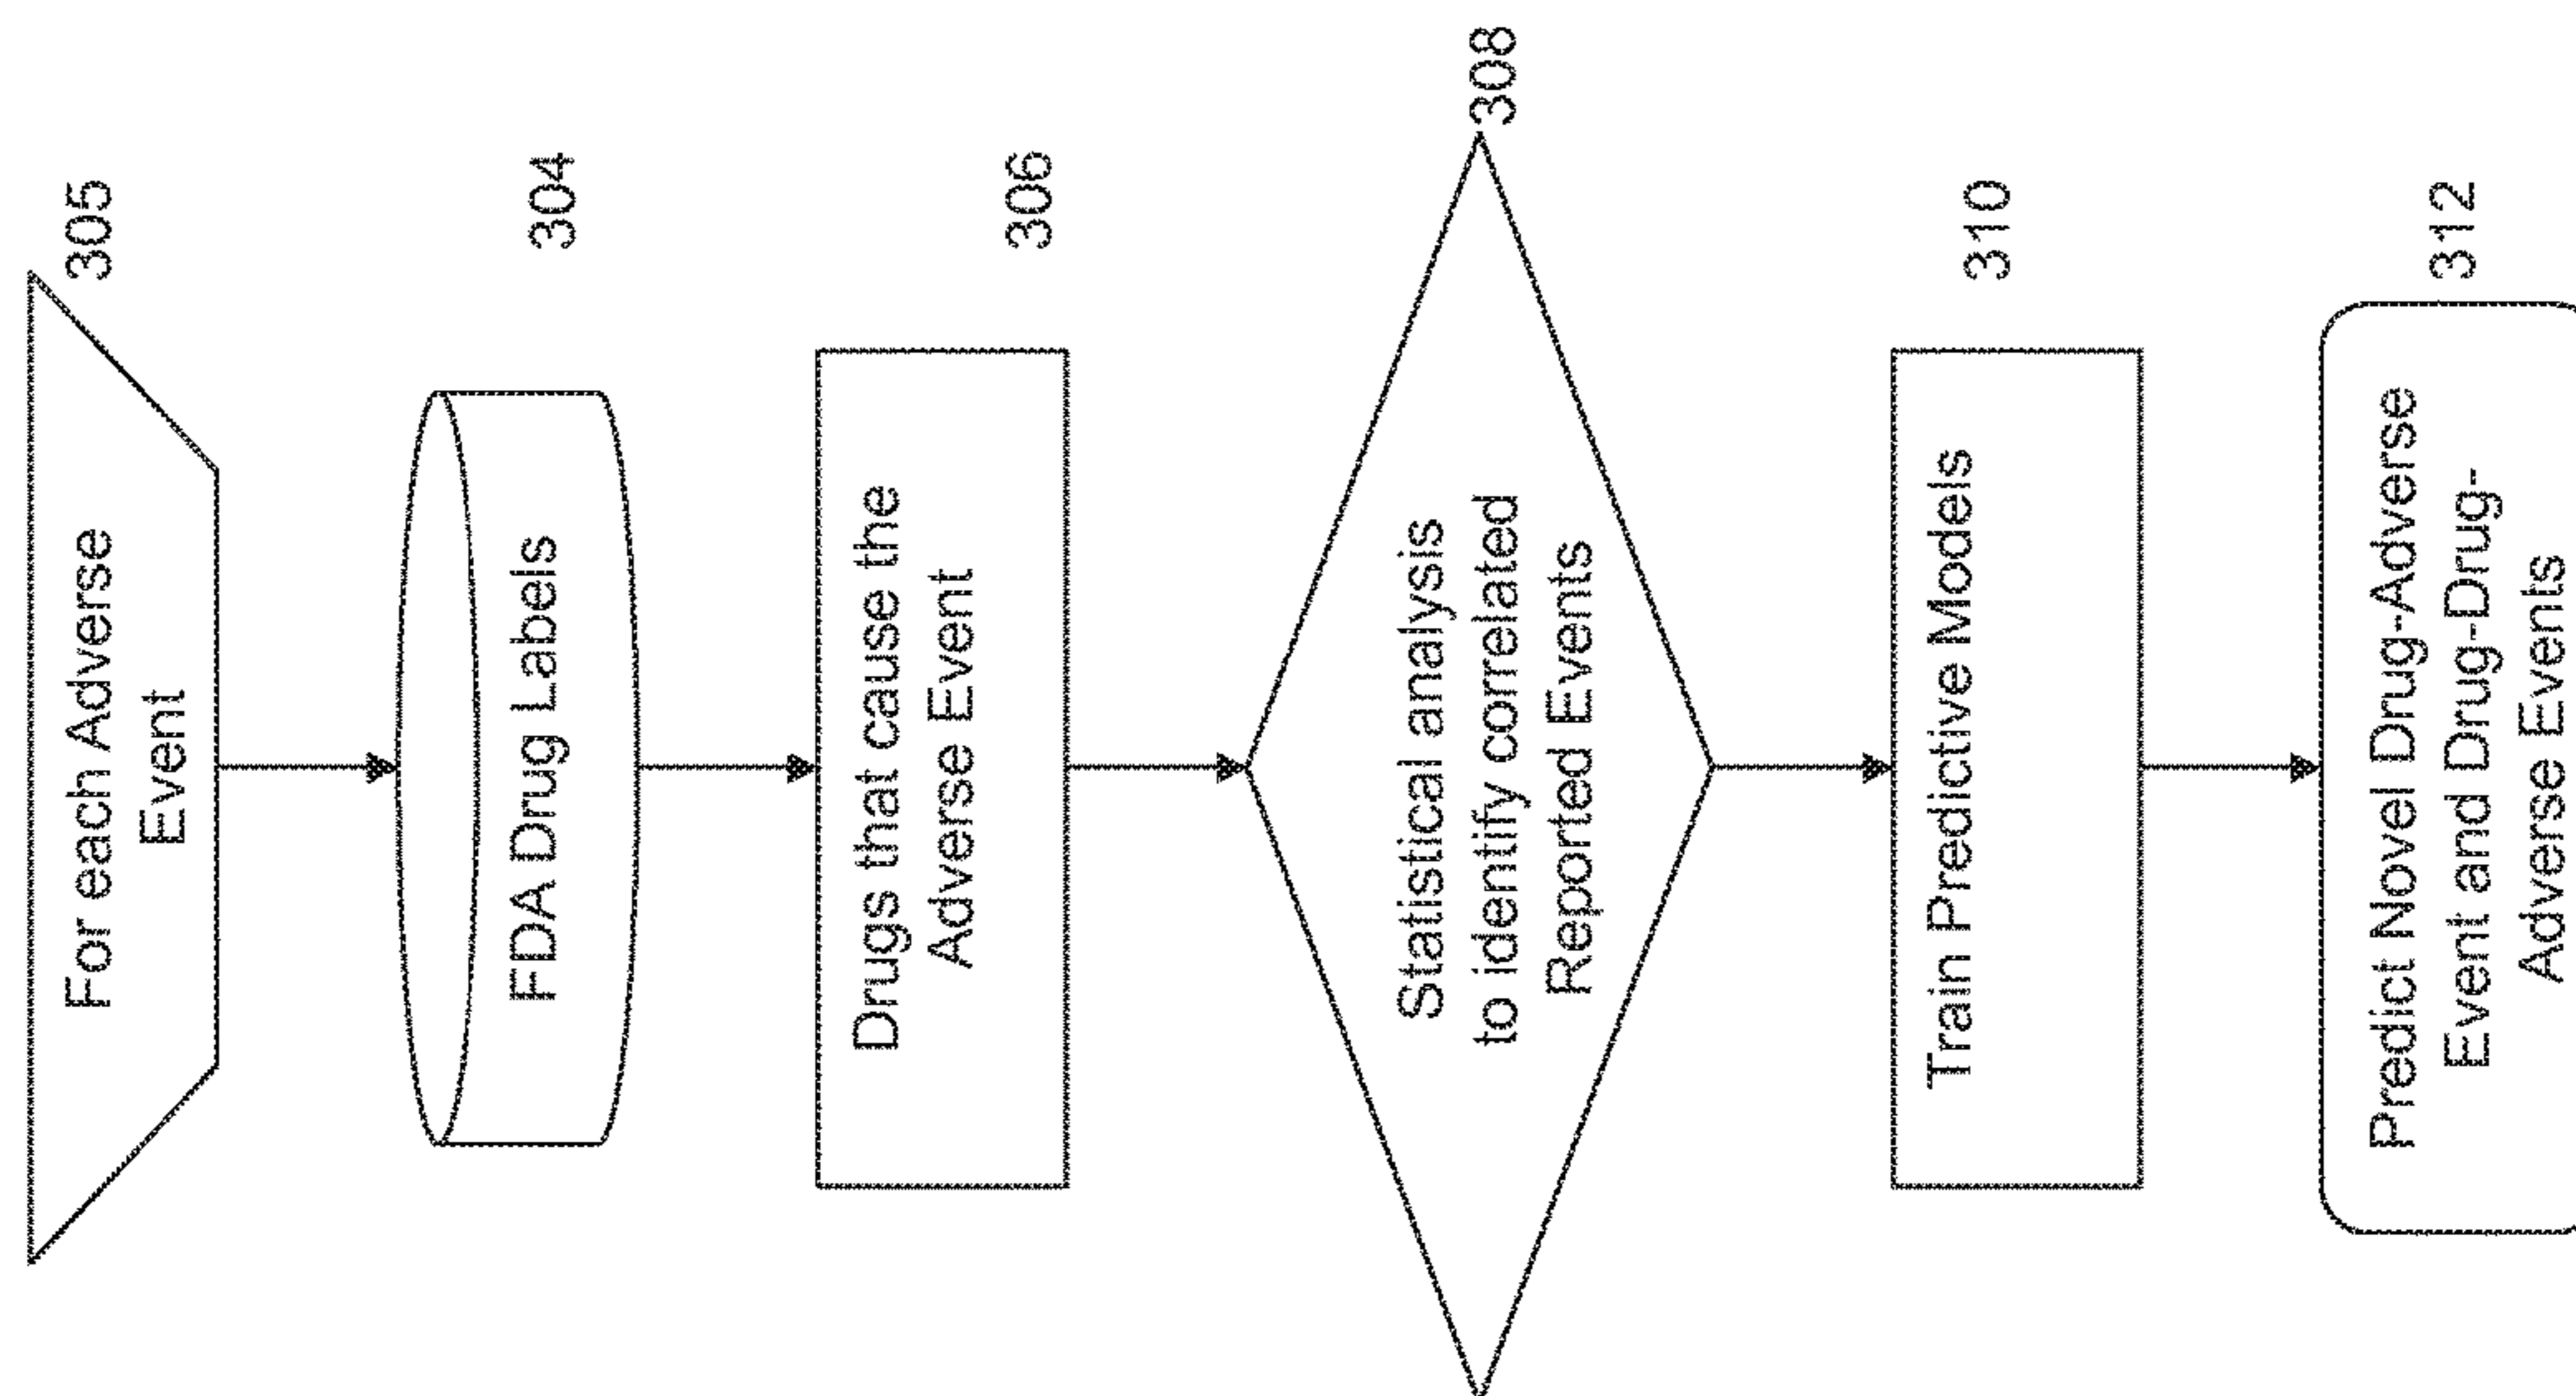 For each Adverse
Event
305
FDA Drug Labels
304
Drugs that cause the
Adverse Event
306
Statistical analysis
to identify correlated
Reported Events
308
Train Predictive Models
310
Predict Novel Drug-Adverse
Event and Drug-Drug-
Adverse Events
312